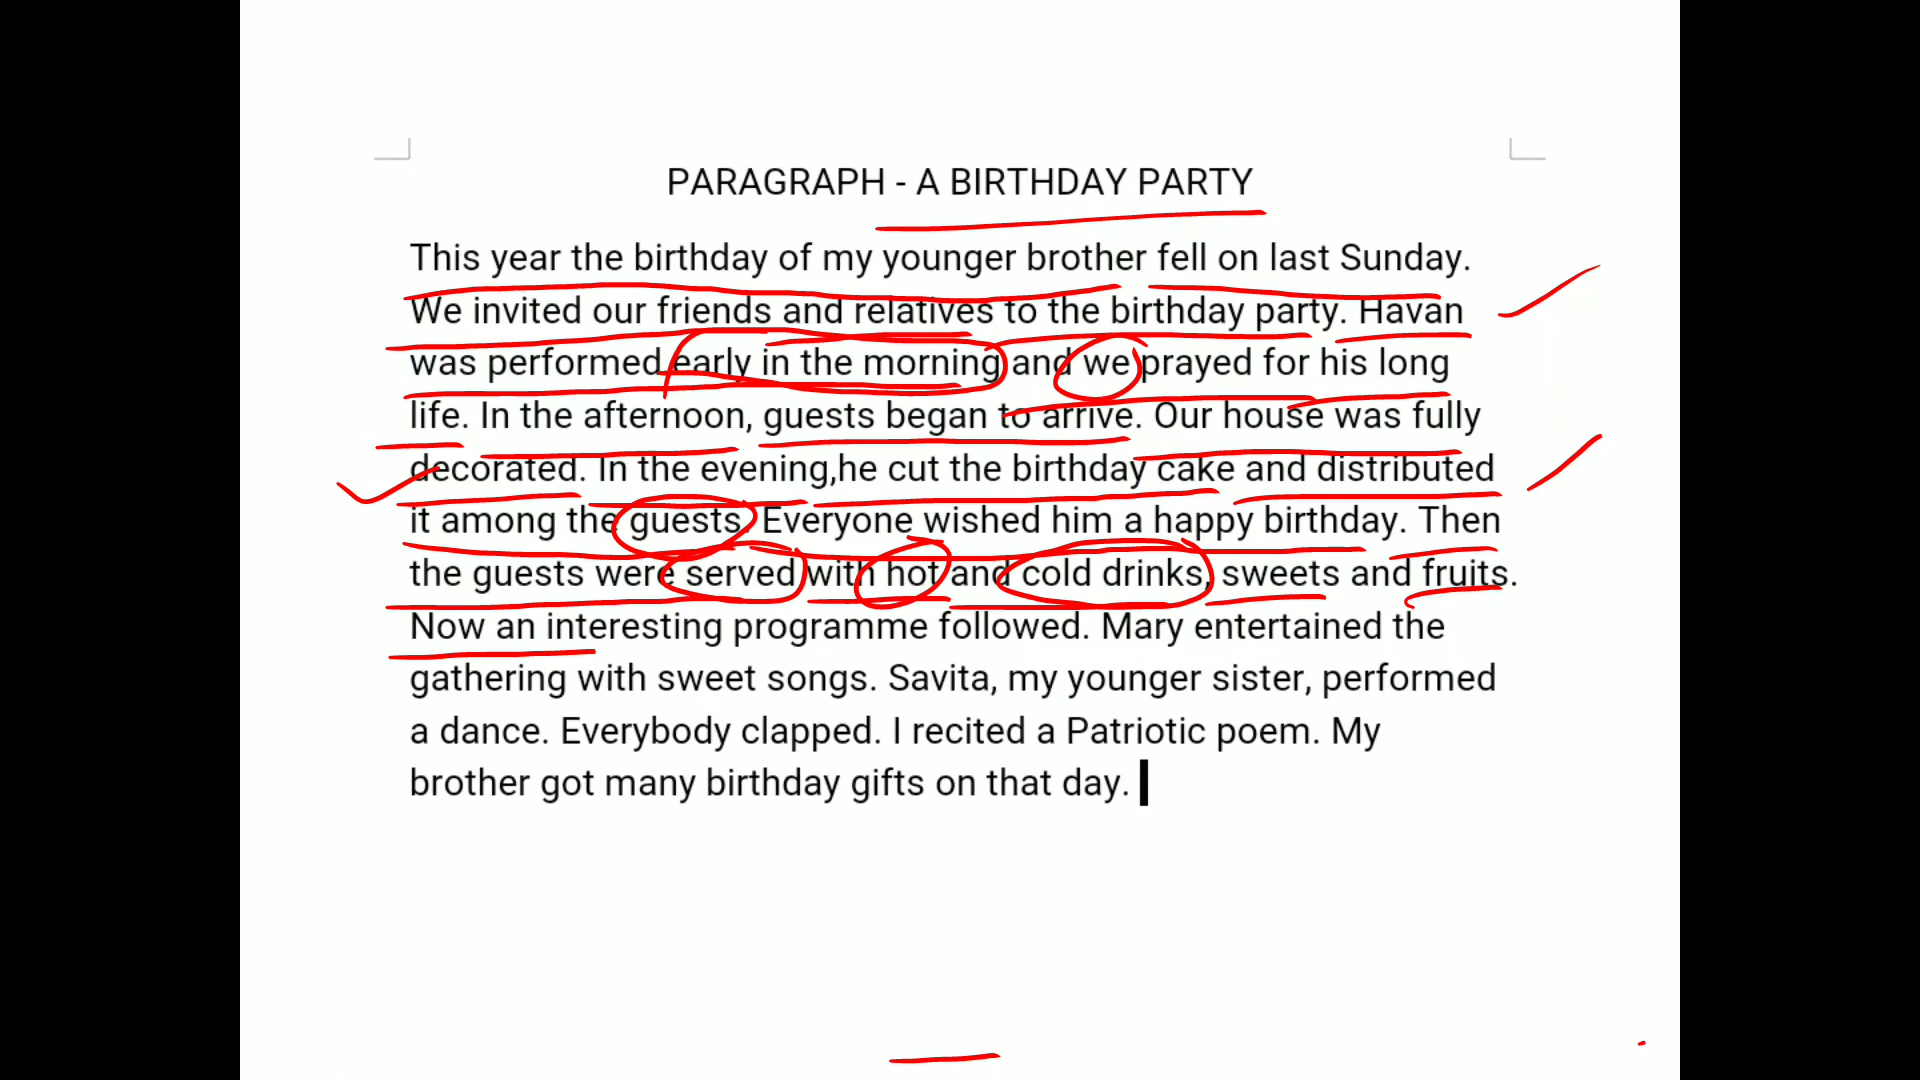 PARAGRAPH - A BIRTHDAY PARTY
This year the birthday of my younger brother fell on last Sunday.
We invited our friends and relatives to the birthday party. Havan
was performed early in the morning and we prayed for his long
life. In the afternoon, guests began to arrive. Our house was fully
decorated. In the evening,he cut the birthday cake and distributed
it among the guests. Everyone wished him a happy birthday. Then
the guests were served with hot and cold drinks, sweets and fruits.
Now an interesting programme followed. Mary entertained the
gathering with sweet songs. Savita, my younger sister, performed
a dance. Everybody clapped. I recited a Patriotic poem. My
brother got many birthday gifts on that day.